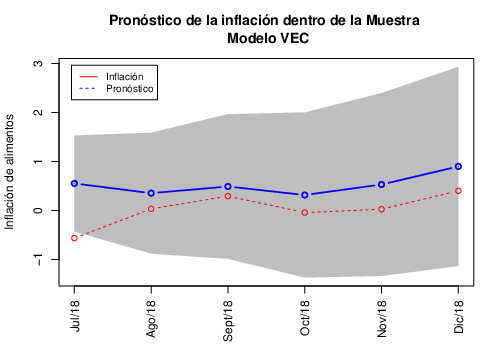 Pronóstico de la inflación dentro de la Muestra
Modelo VEC
Inflación
Pronóstico
Inflación de alimentos
3
2
1
0
−1
Jul/18
Ago/18
Sept/18
Oct/18
Nov/18
Dic/18